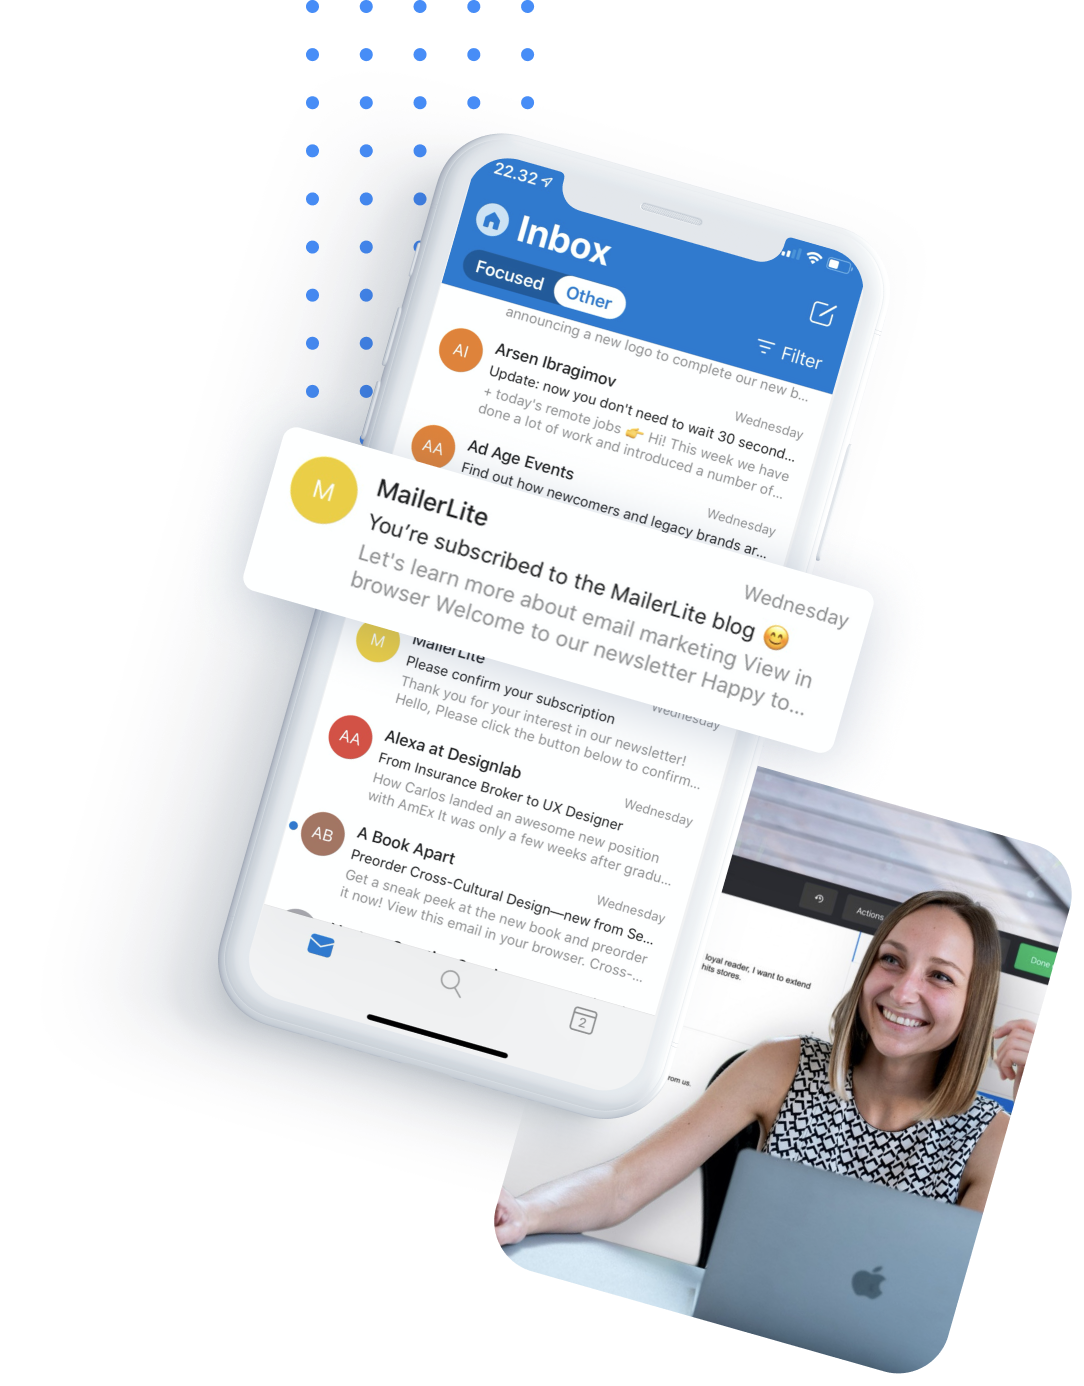 22.32
Inbox
Focused
Other
Filter
announcing a new logo to complete our new b...
AI
Arsen Ibragimov
Wednesday
Update: now you don't need to wait 30 second...
+ today's remote jobs 👉 Hi! This week we have
done a lot of work and introduced a number of...
AA
Ad Age Events
Wednesday
Find out how newcomers and legacy brands ar...
M
MailerLite
Wednesday
You're subscribed to the MailerLite blog 😊
Let's learn more about email marketing View in
browser Welcome to our newsletter Happy to...
M
MailerLite
Wednesday
Please confirm your subscription
Thank you for your interest in our newsletter!
Hello, Please click the button below to confirm...
AA
Alexa at Designlab
Wednesday
From Insurance Broker to UX Designer
How Carlos landed an awesome new position
with AmEx It was only a few weeks after gradu...
AB
A Book Apart
Wednesday
Preorder Cross-Cultural Design—new from Se...
Get a sneak peek at the new book and preorder
it now! View this email in your browser. Cross-...
2
Actions
Done
loyal reader, I want to extend
hits stores.
rom us.